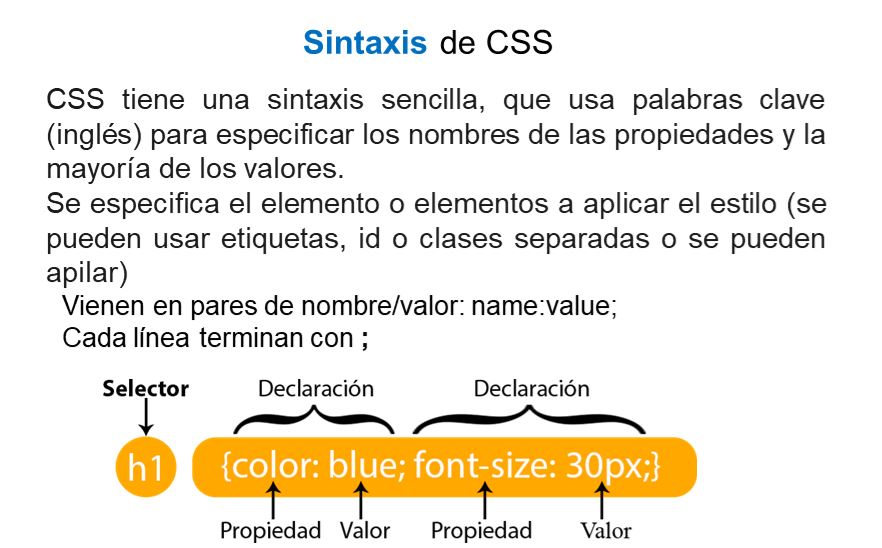 Sintaxis de CSS
CSS tiene una sintaxis sencilla, que usa palabras clave
(inglés) para especificar los nombres de las propiedades y la
mayoría de los valores.
Se especifica el elemento o elementos a aplicar el estilo (se
pueden usar etiquetas, id o clases separadas o se pueden
apilar)
Vienen en pares de nombre/valor: name:value;
Cada línea terminan con ;
Selector Declaración Declaración
h1 {color: blue; font-size: 30px;}
Propiedad Valor Propiedad Valor